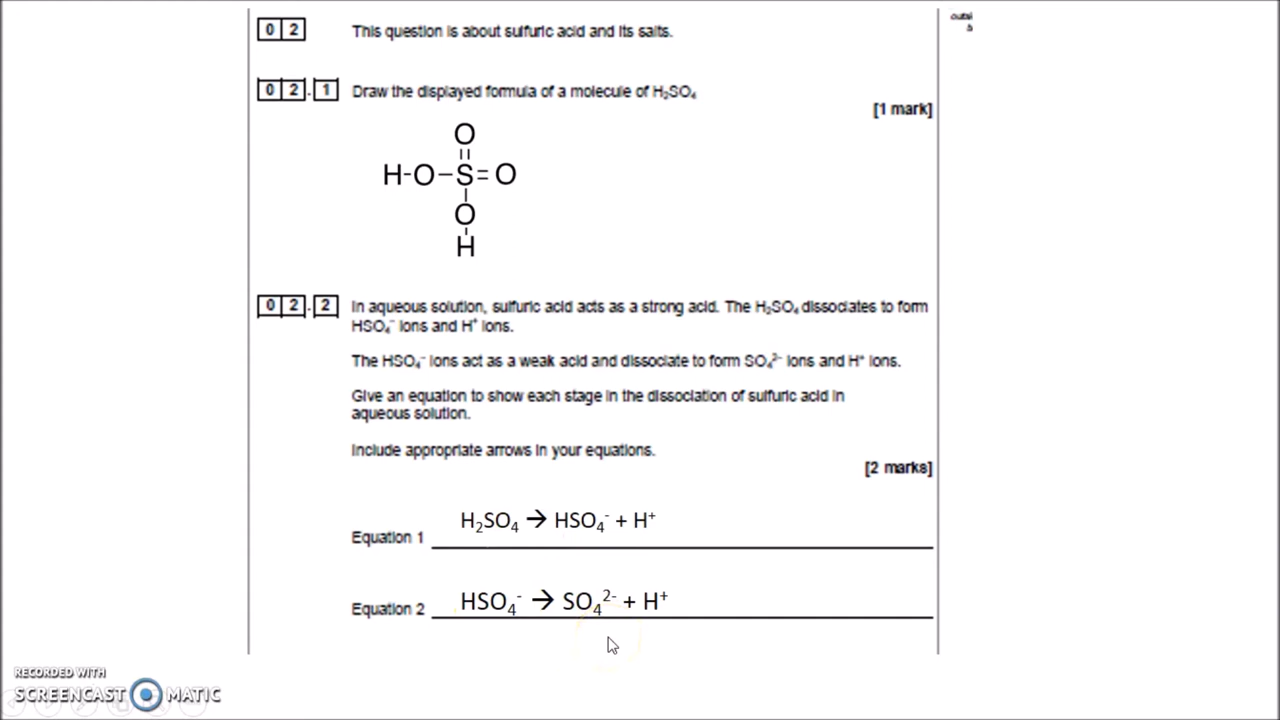 0 2 This question is about sulfuric acid and its salts.
0 2 . 1 Draw the displayed formula of a molecule of H₂SO₄
[1 mark]
O
H-O-S=O
O
H
0 2 . 2 In aqueous solution, sulfuric acid acts as a strong acid. The H₂SO₄ dissociates to form
HSO₄⁻ ions and H⁺ ions.
The HSO₄⁻ ions act as a weak acid and dissociate to form SO₄²⁻ ions and H⁺ ions.
Give an equation to show each stage in the dissociation of sulfuric acid in
aqueous solution.
Include appropriate arrows in your equations.
[2 marks]
Equation 1 H₂SO₄ → HSO₄⁻ + H⁺
Equation 2 HSO₄⁻ → SO₄²⁻ + H⁺
RECORDED WITH
SCREENCAST MATIC